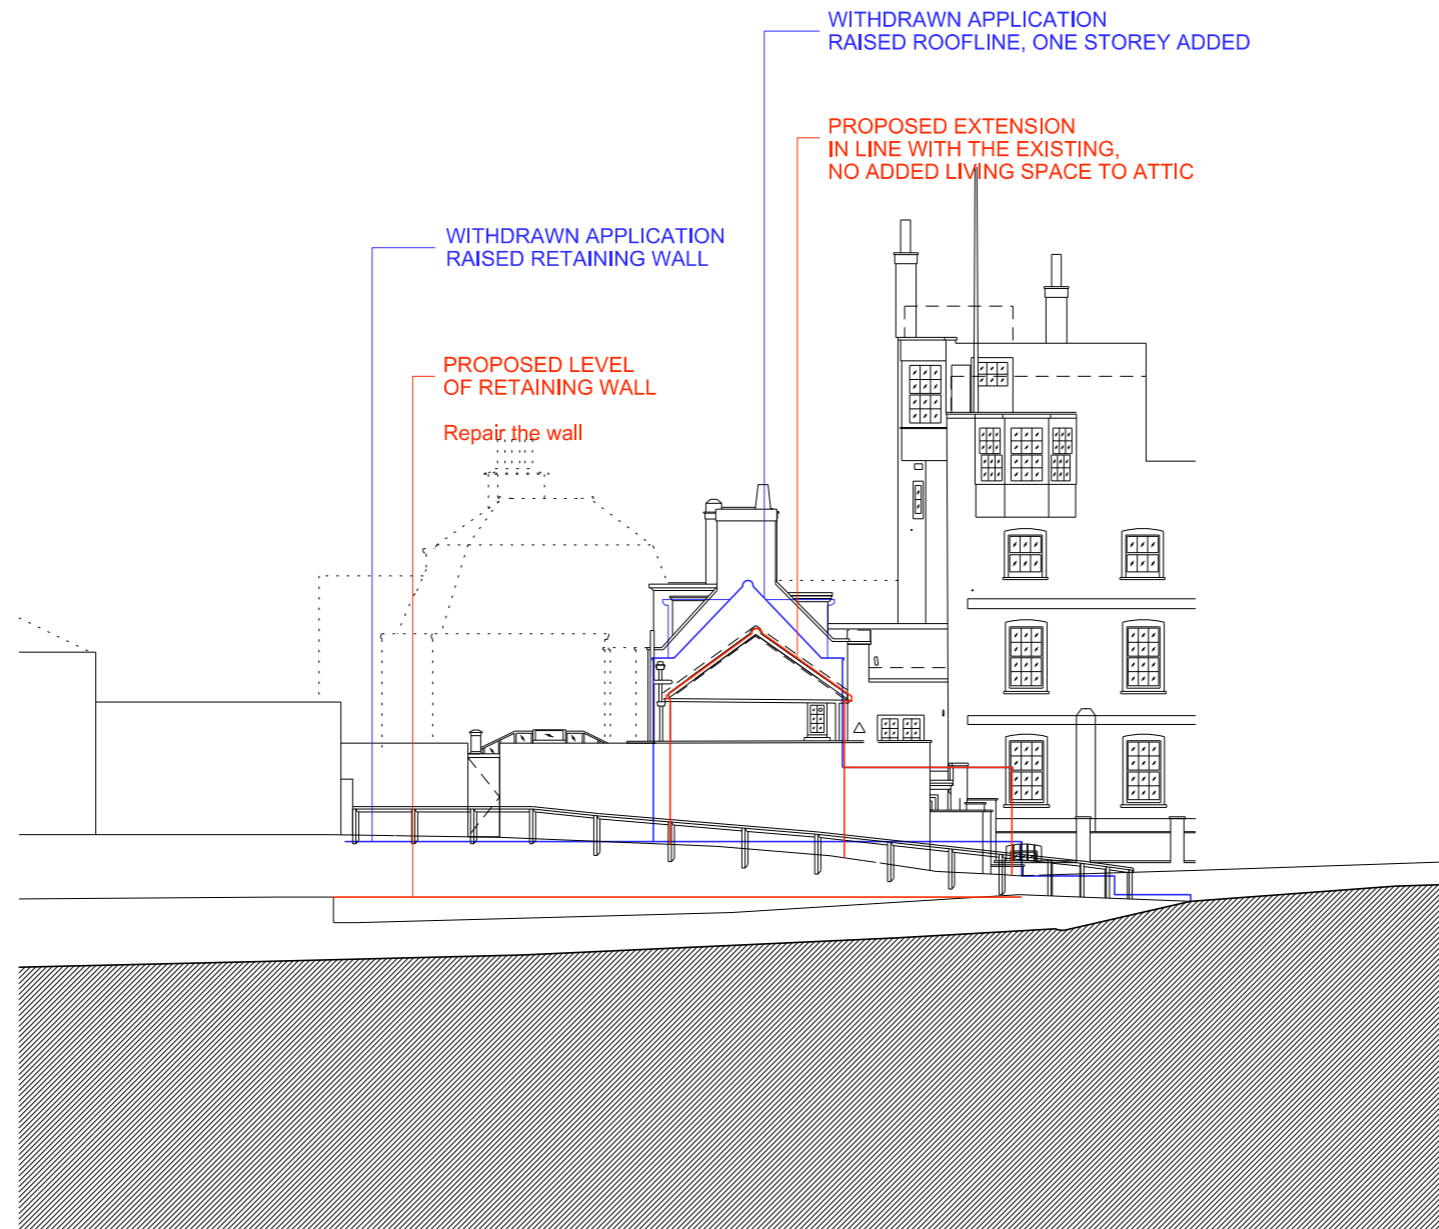 WITHDRAWN APPLICATION
RAISED ROOFLINE, ONE STOREY ADDED
PROPOSED EXTENSION
IN LINE WITH THE EXISTING,
NO ADDED LIVING SPACE TO ATTIC
WITHDRAWN APPLICATION
RAISED RETAINING WALL
PROPOSED LEVEL
OF RETAINING WALL
Repair the wall